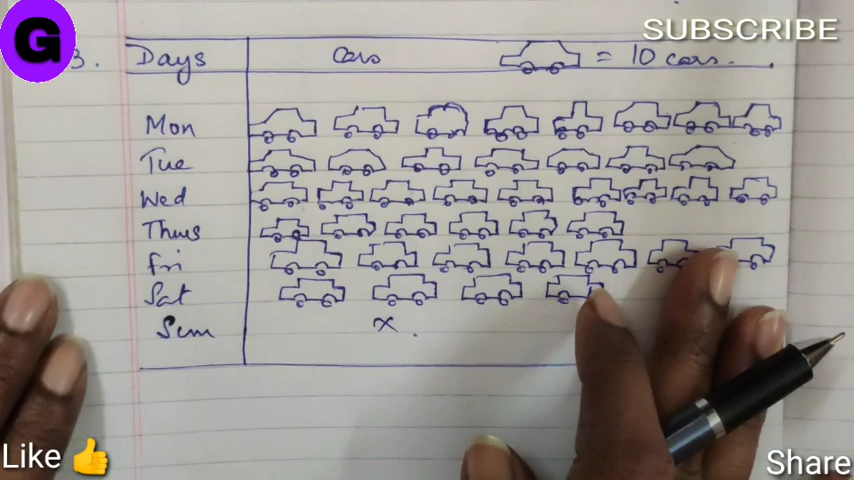 G
SUBSCRIBE
3. Days Cars = 10 cars.
Mon
Tue
Wed
Thurs
Fri
Sat
Sun x.
Like 👍
Share